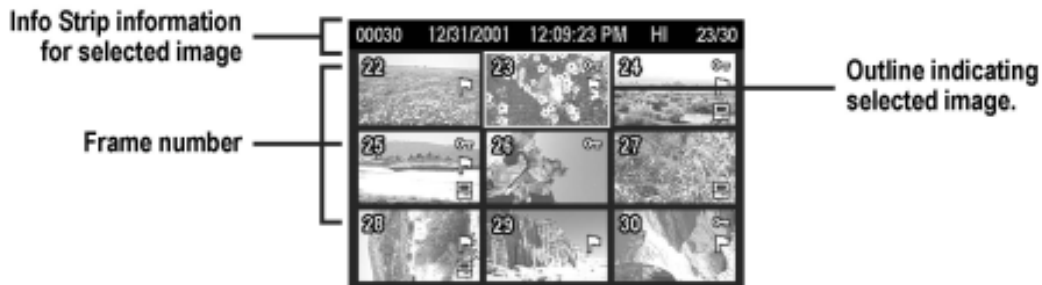 Info Strip information
for selected image
00030 12/31/2001 12:09:23 PM HI 23/30
22 23 24
Outline indicating
selected image.
Frame number
25 26 27
28 29 30